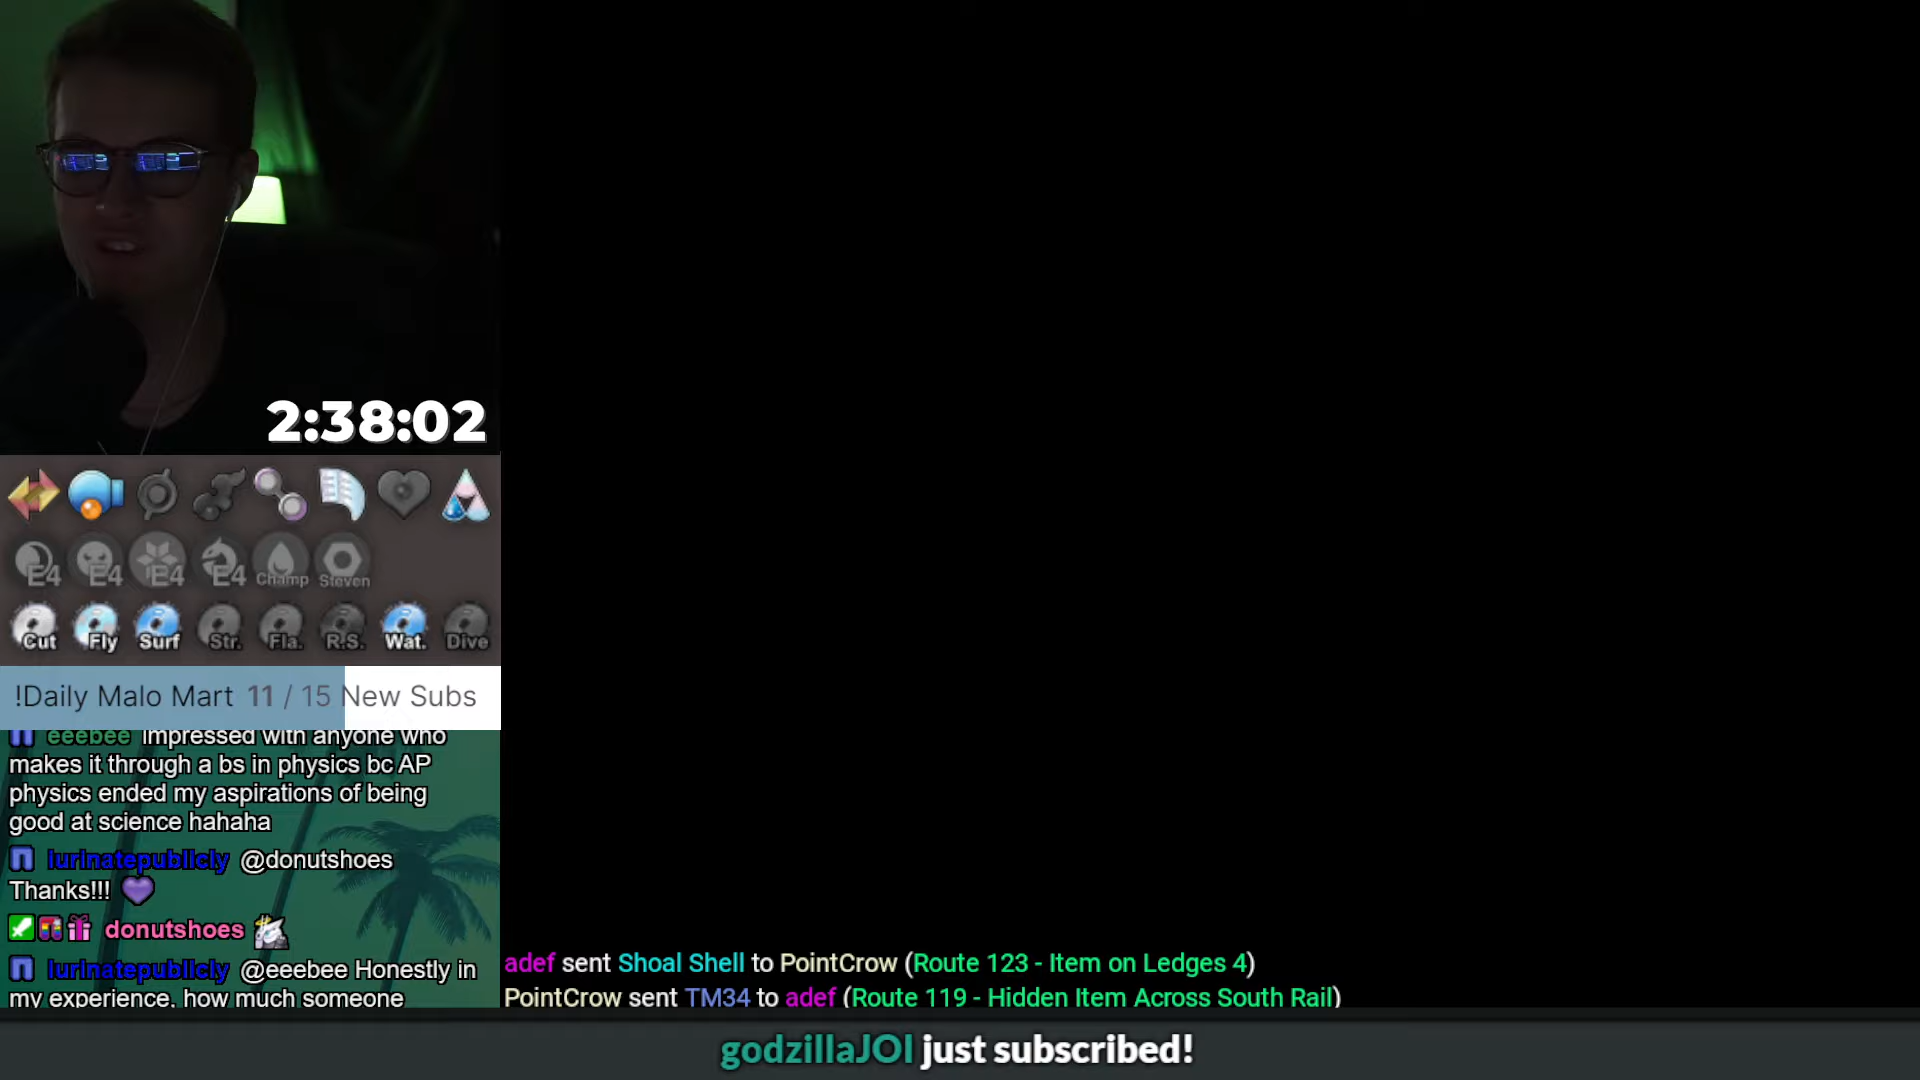 2:38:02
E4 E4 E4 E4 Champ Steven
Cut Fly Surf Str. Fla. R.S. Wat. Dive
!Daily Malo Mart 11 / 15 New Subs
eeebee impressed with anyone who
makes it through a bs in physics bc AP
physics ended my aspirations of being
good at science hahaha
iurinatepublicly @donutshoes
Thanks!!!
donutshoes
iurinatepublicly @eeebee Honestly in
my experience, how much someone
adef sent Shoal Shell to PointCrow (Route 123 - Item on Ledges 4)
PointCrow sent TM34 to adef (Route 119 - Hidden Item Across South Rail)
godzillaJOI just subscribed!